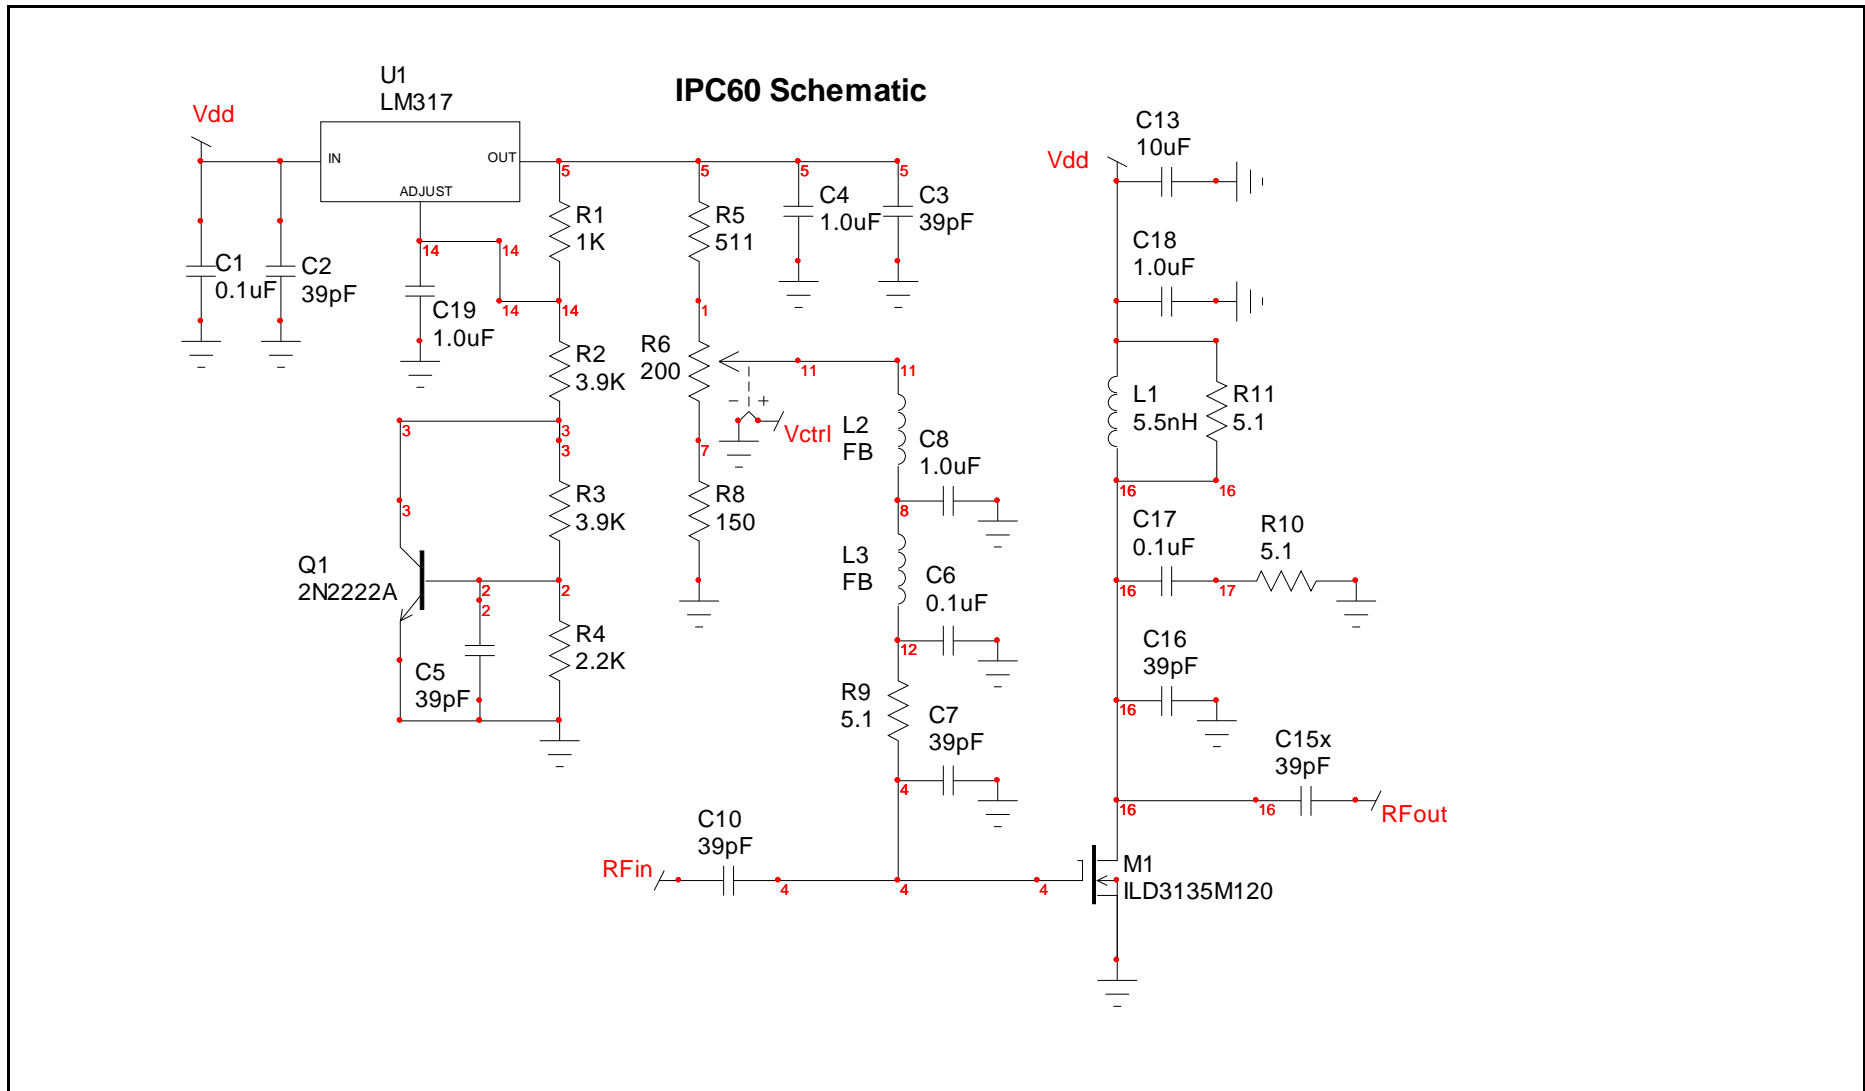 IPC60 Schematic
U1
LM317
Vdd
IN
OUT
ADJUST
5
5
5
5
C1
0.1uF
C2
39pF
14
14
14
14
C19
1.0uF
R1
1K
R5
511
C4
1.0uF
C3
39pF
1
R2
3.9K
R6
200
11
11
- +
Vctrl
3
3
3
3
7
R3
3.9K
R8
150
L2
FB
C8
1.0uF
8
Q1
2N2222A
2
2
2
C5
39pF
R4
2.2K
L3
FB
C6
0.1uF
12
R9
5.1
C7
39pF
4
C10
39pF
RFin
4
4
4
Vdd
C13
10uF
C18
1.0uF
L1
5.5nH
R11
5.1
16
16
C17
0.1uF
R10
5.1
16
17
C16
39pF
16
C15x
39pF
16
16
RFout
M1
ILD3135M120